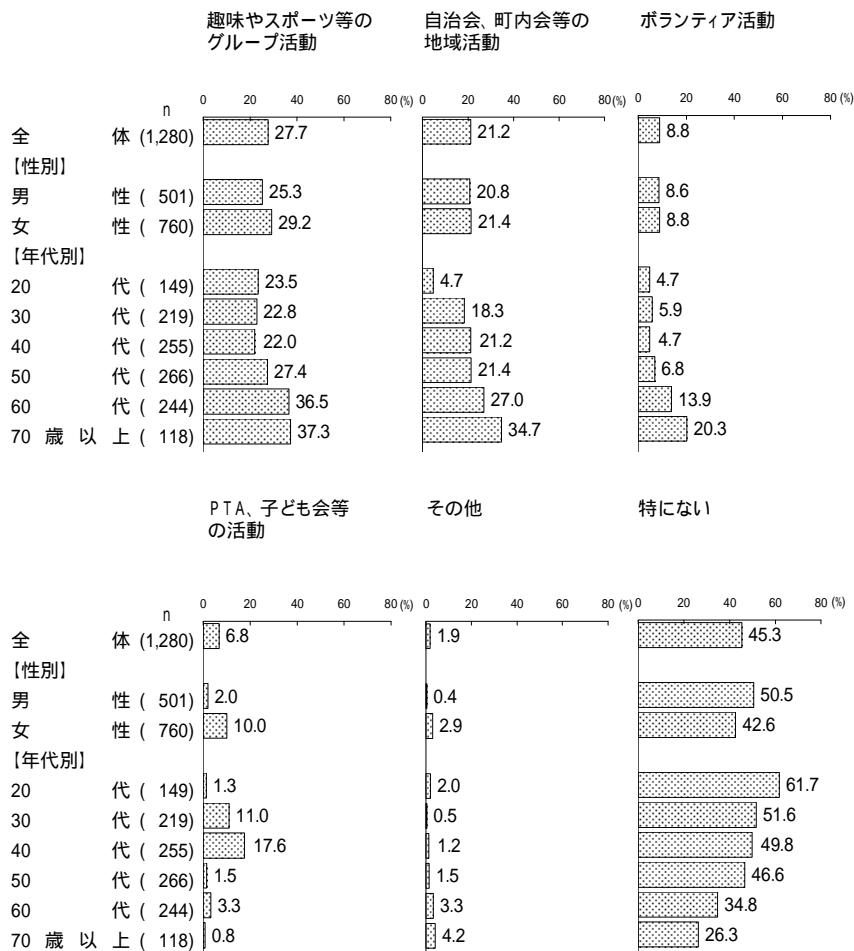 趣味やスポーツ等の 自治会、町内会等の ボランティア活動
グループ活動 地域活動
n 0 20 40 60 80 (%) 0 20 40 60 80 (%) 0 20 40 60 80 (%)
全 体 (1,280) 27.7 21.2 8.8
【性別】
男 性 ( 501) 25.3 20.8 8.6
女 性 ( 760) 29.2 21.4 8.8
【年代別】
20 代 ( 149) 23.5 4.7 4.7
30 代 ( 219) 22.8 18.3 5.9
40 代 ( 255) 22.0 21.2 4.7
50 代 ( 266) 27.4 21.4 6.8
60 代 ( 244) 36.5 27.0 13.9
70 歳 以 上 ( 118) 37.3 34.7 20.3
PTA、子ども会等 その他 特にない
の活動
n 0 20 40 60 80 (%) 0 20 40 60 80 (%) 0 20 40 60 80 (%)
全 体 (1,280) 6.8 1.9 45.3
【性別】
男 性 ( 501) 2.0 0.4 50.5
女 性 ( 760) 10.0 2.9 42.6
【年代別】
20 代 ( 149) 1.3 2.0 61.7
30 代 ( 219) 11.0 0.5 51.6
40 代 ( 255) 17.6 1.2 49.8
50 代 ( 266) 1.5 1.5 46.6
60 代 ( 244) 3.3 3.3 34.8
70 歳 以 上 ( 118) 0.8 4.2 26.3